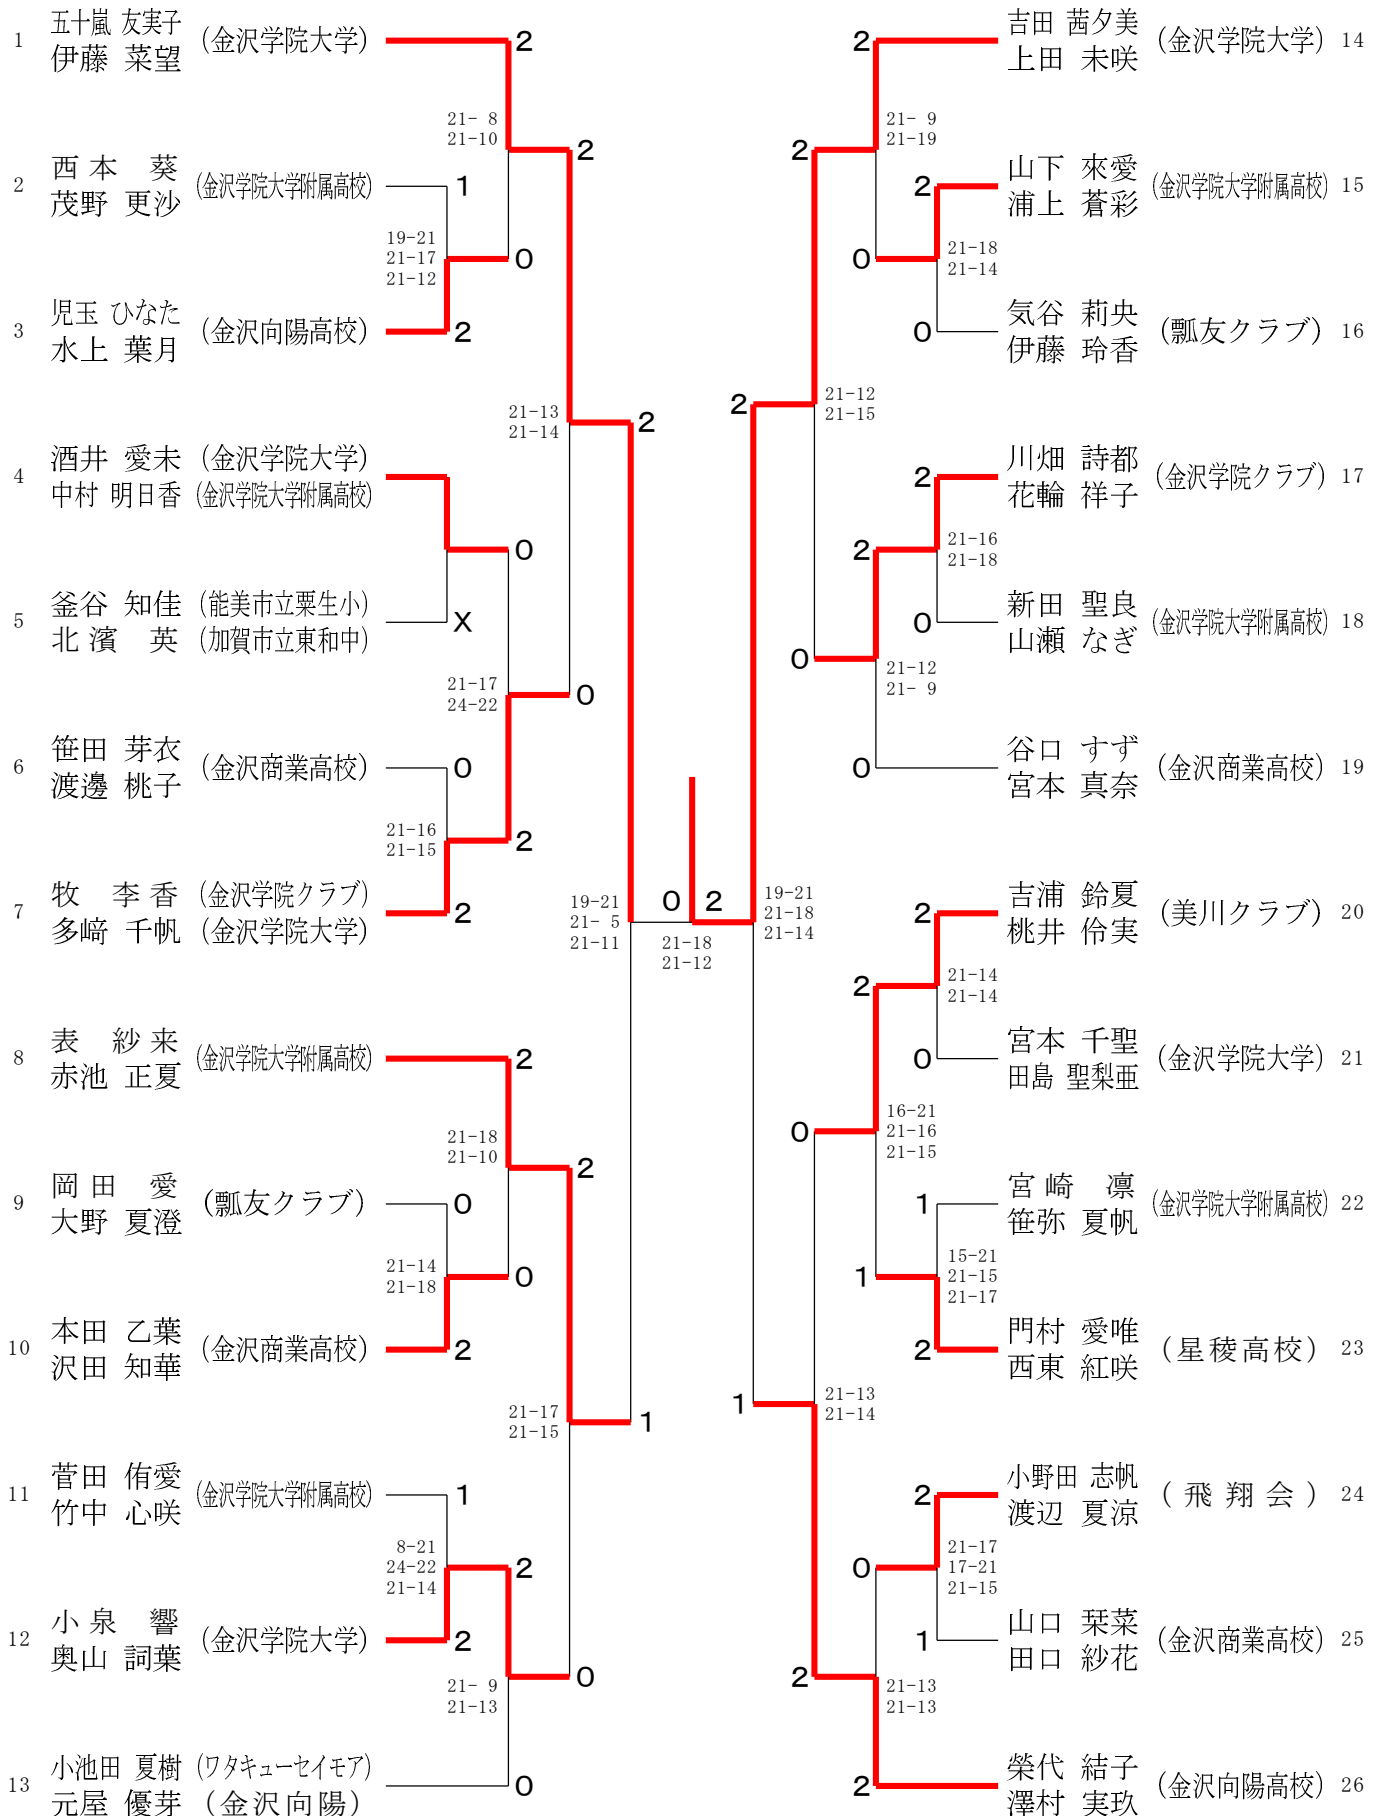 1 五十嵐 友実子 (金沢学院大学) 2
伊藤 菜望
21- 8
21-10
2
2 西本 葵 (金沢学院大学附属高校) 1
茂野 更沙
19-21
21-17
21-12
0
3 児玉 ひなた (金沢向陽高校) 2
水上 葉月
21-13
21-14
2
4 酒井 愛未 (金沢学院大学)
中村 明日香 (金沢学院大学附属高校)
0
5 釜谷 知佳 (能美市立粟生小) X
北濱 英 (加賀市立東和中)
21-17
24-22
0
6 笹田 芽衣 (金沢商業高校) 0
渡邊 桃子
21-16
21-15
2
7 牧 李香 (金沢学院クラブ) 2
多﨑 千帆 (金沢学院大学)
19-21
21- 5
21-11
0 2
21-18
21-12
8 表 紗来 (金沢学院大学附属高校) 2
赤池 正夏
21-18
21-10
2
9 岡田 愛 (瓢友クラブ) 0
大野 夏澄
21-14
21-18
0
10 本田 乙葉 (金沢商業高校) 2
沢田 知華
21-17
21-15
1
11 菅田 侑愛 (金沢学院大学附属高校) 1
竹中 心咲
8-21
24-22
21-14
2
12 小泉 響 (金沢学院大学) 2
奥山 詞葉
21- 9
21-13
0
13 小池田 夏樹 (ワタキューセイモア) 0
元屋 優芽 (金沢向陽)
2 吉田 茜夕美 (金沢学院大学) 14
上田 未咲
21- 9
21-19
2
2 山下 來愛 (金沢学院大学附属高校) 15
浦上 蒼彩
21-18
21-14
0
0 気谷 莉央 (瓢友クラブ) 16
伊藤 玲香
21-12
21-15
2
2 川畑 詩都 (金沢学院クラブ) 17
花輪 祥子
21-16
21-18
2
0 新田 聖良 (金沢学院大学附属高校) 18
山瀬 なぎ
21-12
21- 9
0
0 谷口 すず (金沢商業高校) 19
宮本 真奈
19-21
21-18
21-14
2 吉浦 鈴夏 (美川クラブ) 20
桃井 伶実
21-14
21-14
2
0 宮本 千聖 (金沢学院大学) 21
田島 聖梨亜
16-21
21-16
21-15
0
1 宮崎 凛 (金沢学院大学附属高校) 22
笹弥 夏帆
15-21
21-15
21-17
1
2 門村 愛唯 (星稜高校) 23
西東 紅咲
21-13
21-14
1
2 小野田 志帆 (飛翔会) 24
渡辺 夏涼
21-17
17-21
21-15
0
1 山口 栞菜 (金沢商業高校) 25
田口 紗花
21-13
21-13
2
2 榮代 結子 (金沢向陽高校) 26
澤村 実玖